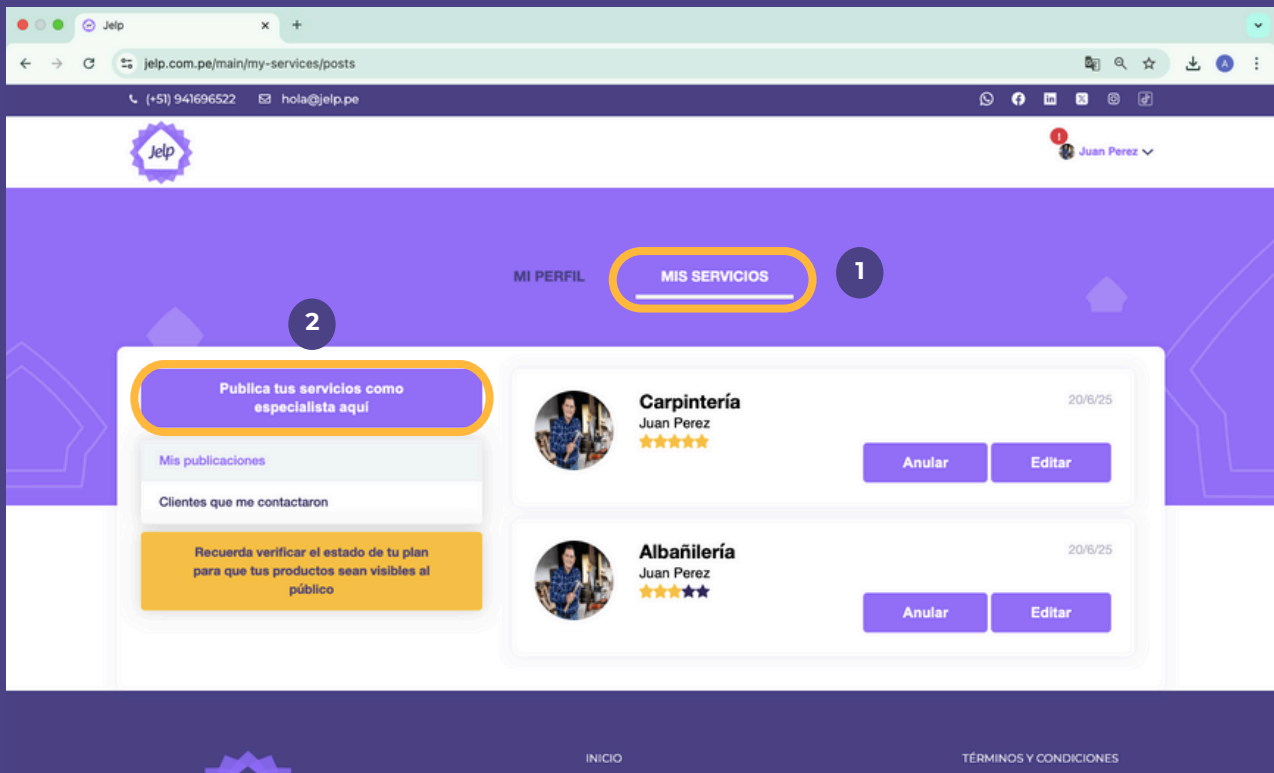 Jelp
jelp.com.pe/main/my-services/posts
A
(+51) 941696522 hola@jelp.pe
Jelp
!
Juan Perez
MI PERFIL
MIS SERVICIOS
1
2
Publica tus servicios como
especialista aquí
Mis publicaciones
Clientes que me contactaron
Recuerda verificar el estado de tu plan
para que tus productos sean visibles al
público
Carpintería
20/6/25
Juan Perez
Anular
Editar
Albañilería
20/6/25
Juan Perez
Anular
Editar
INICIO
TÉRMINOS Y CONDICIONES